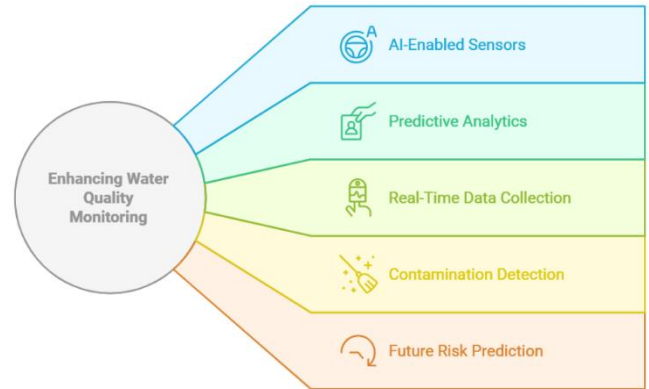 Enhancing Water
Quality
Monitoring
A
AI-Enabled Sensors
Predictive Analytics
Real-Time Data Collection
Contamination Detection
Future Risk Prediction